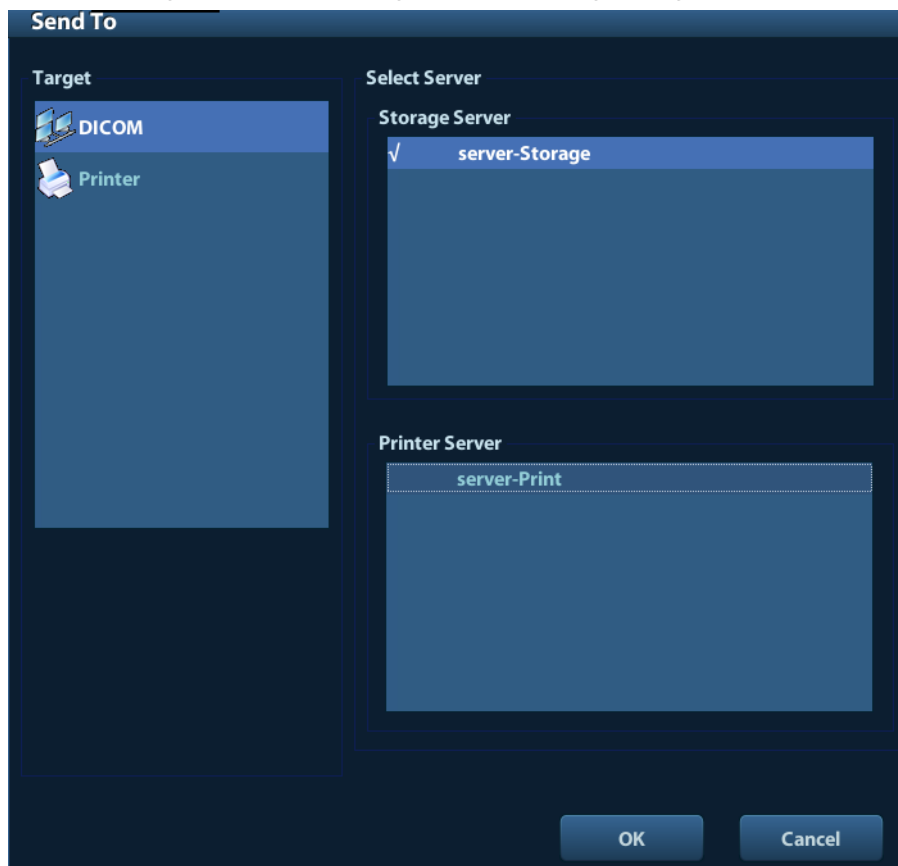 Send To
Target
DICOM
Printer
Select Server
Storage Server
√ server-Storage
Printer Server
server-Print
OK Cancel